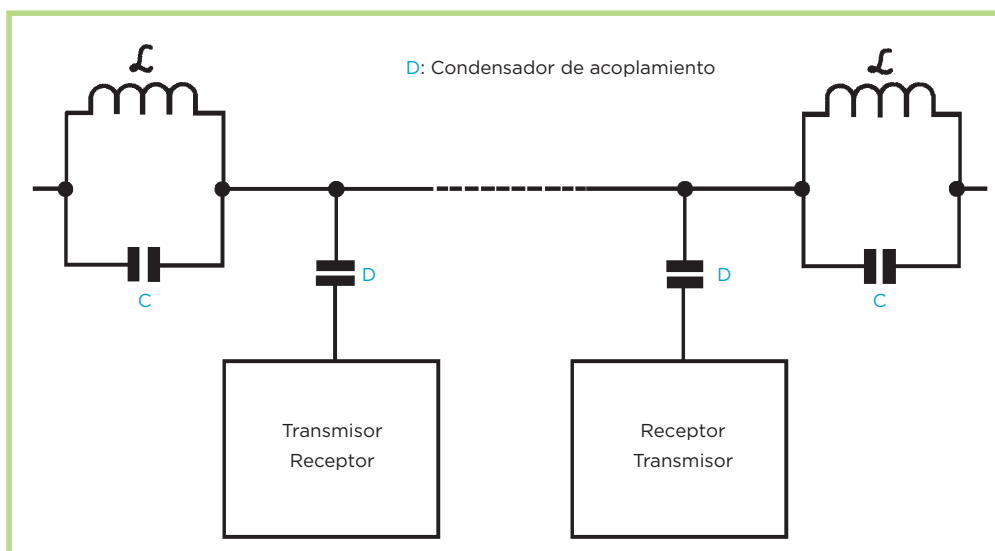 ℒ
D: Condensador de acoplamiento
ℒ
D
D
C
C
Transmisor
Receptor
Receptor
Transmisor